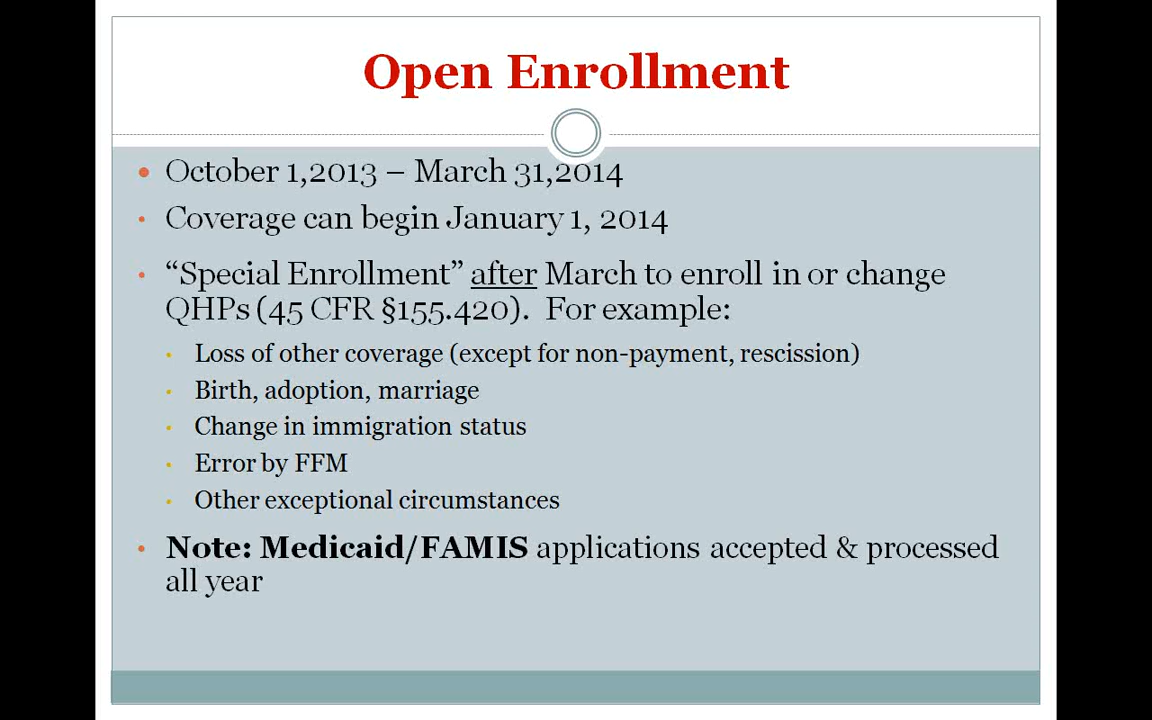 Open Enrollment
• October 1,2013 – March 31,2014
• Coverage can begin January 1, 2014
• “Special Enrollment” after March to enroll in or change
QHPs (45 CFR §155.420).  For example:
• Loss of other coverage (except for non-payment, rescission)
• Birth, adoption, marriage
• Change in immigration status
• Error by FFM
• Other exceptional circumstances
• Note: Medicaid/FAMIS applications accepted & processed
all year